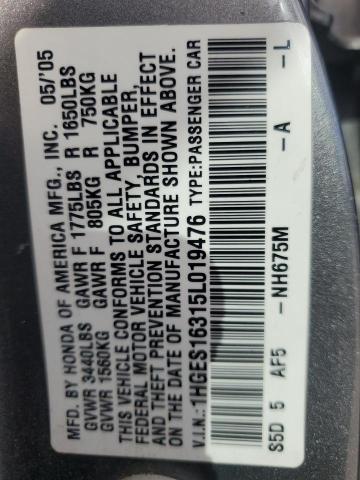 MFD. BY HONDA OF AMERICA MFG., INC. 05/'05
GVWR 3440LBS GAWR F 1775LBS R 1650LBS
GVWR 1560KG GAWR F 805KG R 750KG
THIS VEHICLE CONFORMS TO ALL APPLICABLE
FEDERAL MOTOR VEHICLE SAFETY, BUMPER,
AND THEFT PREVENTION STANDARDS IN EFFECT
ON THE DATE OF MANUFACTURE SHOWN ABOVE.
V.I.N.: 1HGES16315L019476 TYPE: PASSENGER CAR
S5D 5 AF5 -NH675M -A -L